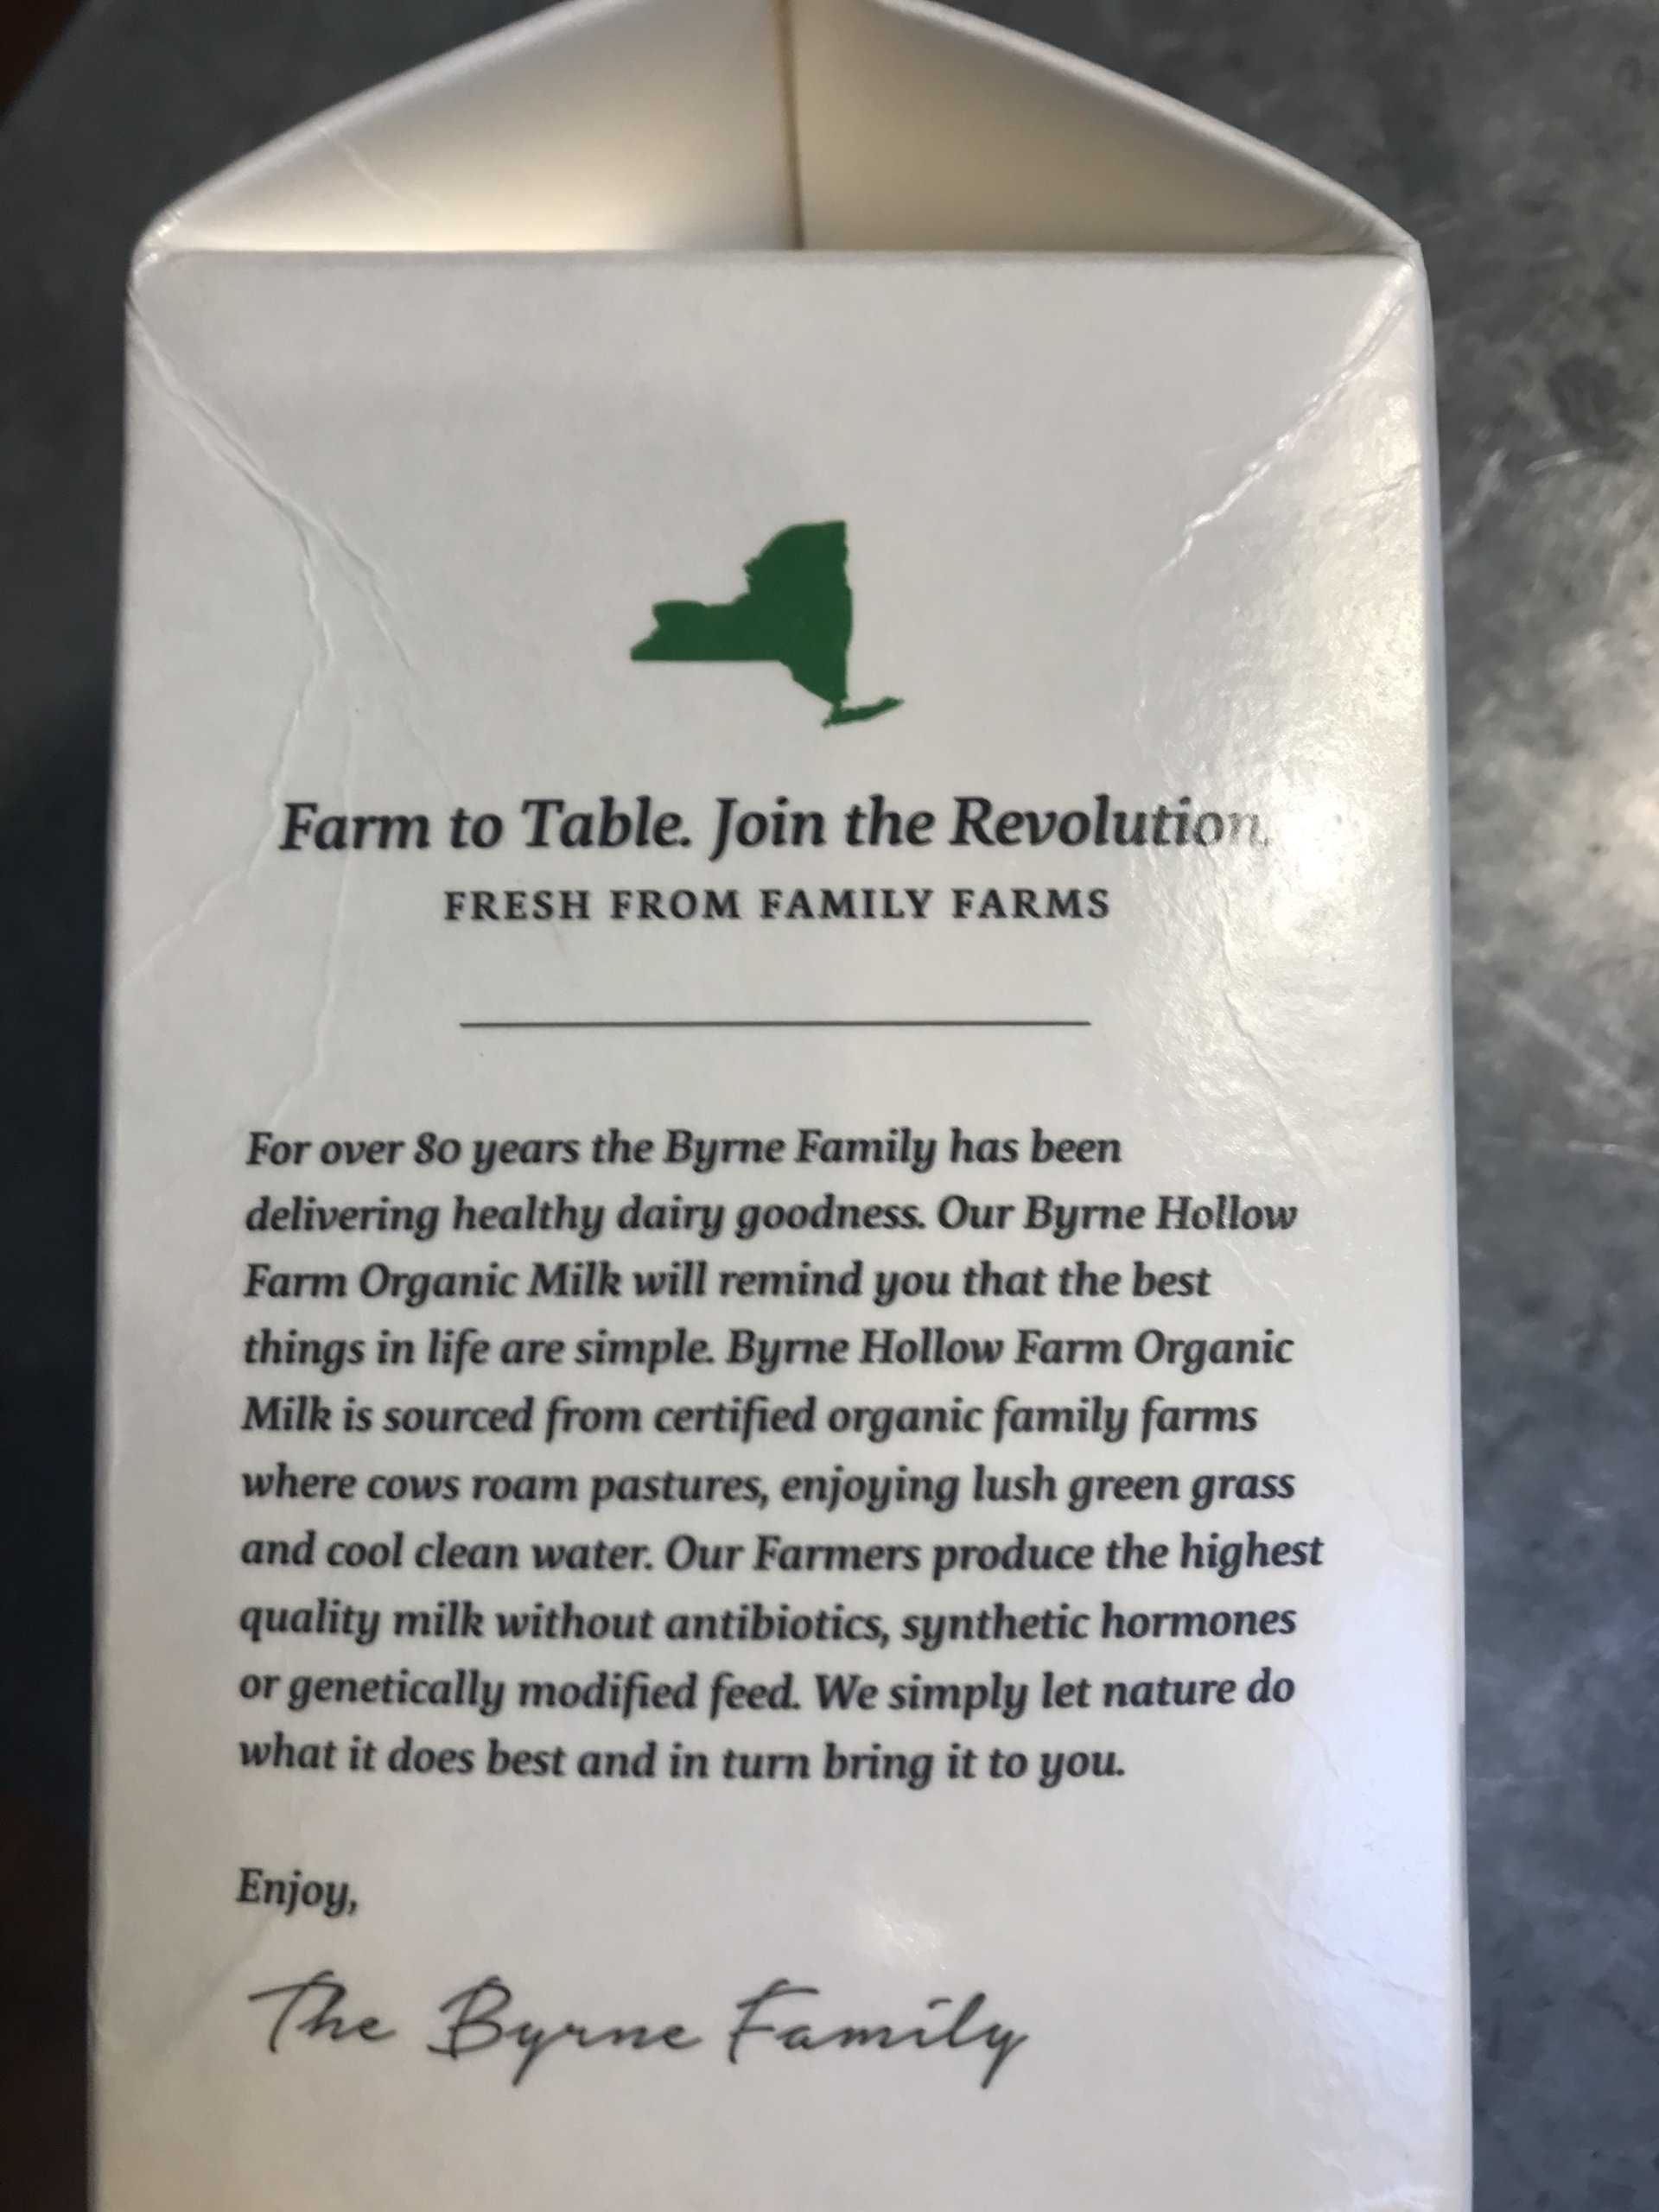 Farm to Table. Join the Revolution.
FRESH FROM FAMILY FARMS
For over 80 years the Byrne Family has been
delivering healthy dairy goodness. Our Byrne Hollow
Farm Organic Milk will remind you that the best
things in life are simple. Byrne Hollow Farm Organic
Milk is sourced from certified organic family farms
where cows roam pastures, enjoying lush green grass
and cool clean water. Our Farmers produce the highest
quality milk without antibiotics, synthetic hormones
or genetically modified feed. We simply let nature do
what it does best and in turn bring it to you.
Enjoy,
The Byrne Family